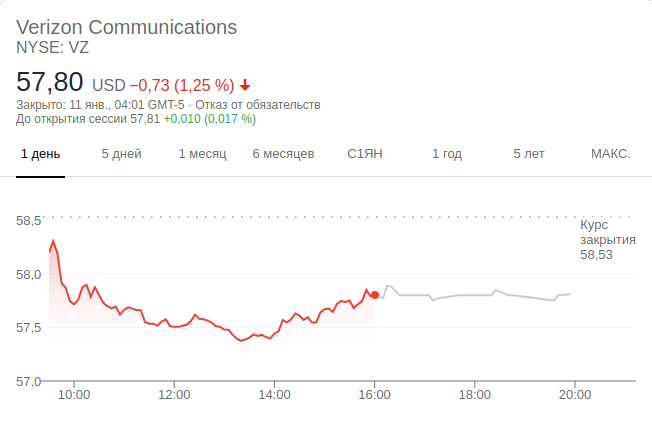 Verizon Communications
NYSE: VZ
57,80 USD −0,73 (1,25 %)
Закрыто: 11 янв., 04:01 GMT-5 · Отказ от обязательств
До открытия сессии 57,81 +0,010 (0,017 %)
1 день 5 дней 1 месяц 6 месяцев С1ЯН 1 год 5 лет МАКС.
58,5
Курс
закрытия
58,53
58,0
57,5
57,0
10:00 12:00 14:00 16:00 18:00 20:00